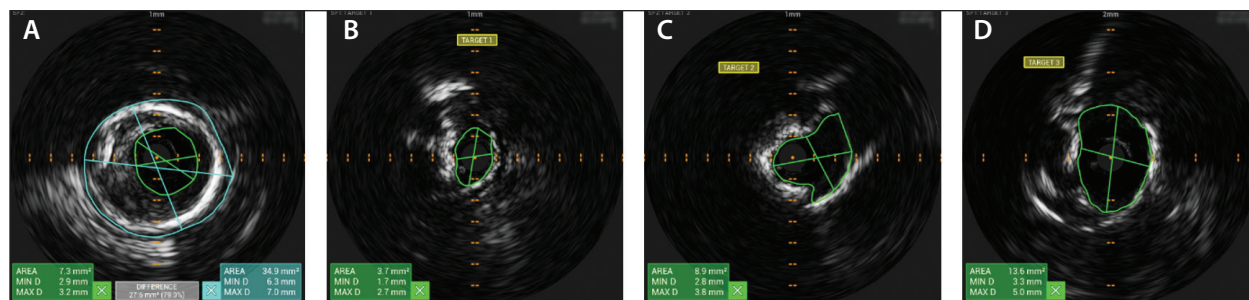 A
1mm
AREA 7.3 mm²
MIN D 2.9 mm
MAX D 3.2 mm
DIFFERENCE
27.6 mm² (79.0%)
AREA 34.9 mm²
MIN D 6.3 mm
MAX D 7.0 mm
B
1mm
TARGET 1
AREA 3.7 mm²
MIN D 1.7 mm
MAX D 2.7 mm
C
1mm
TARGET 2
AREA 8.9 mm²
MIN D 2.8 mm
MAX D 3.8 mm
D
2mm
TARGET 3
AREA 13.6 mm²
MIN D 3.3 mm
MAX D 5.0 mm